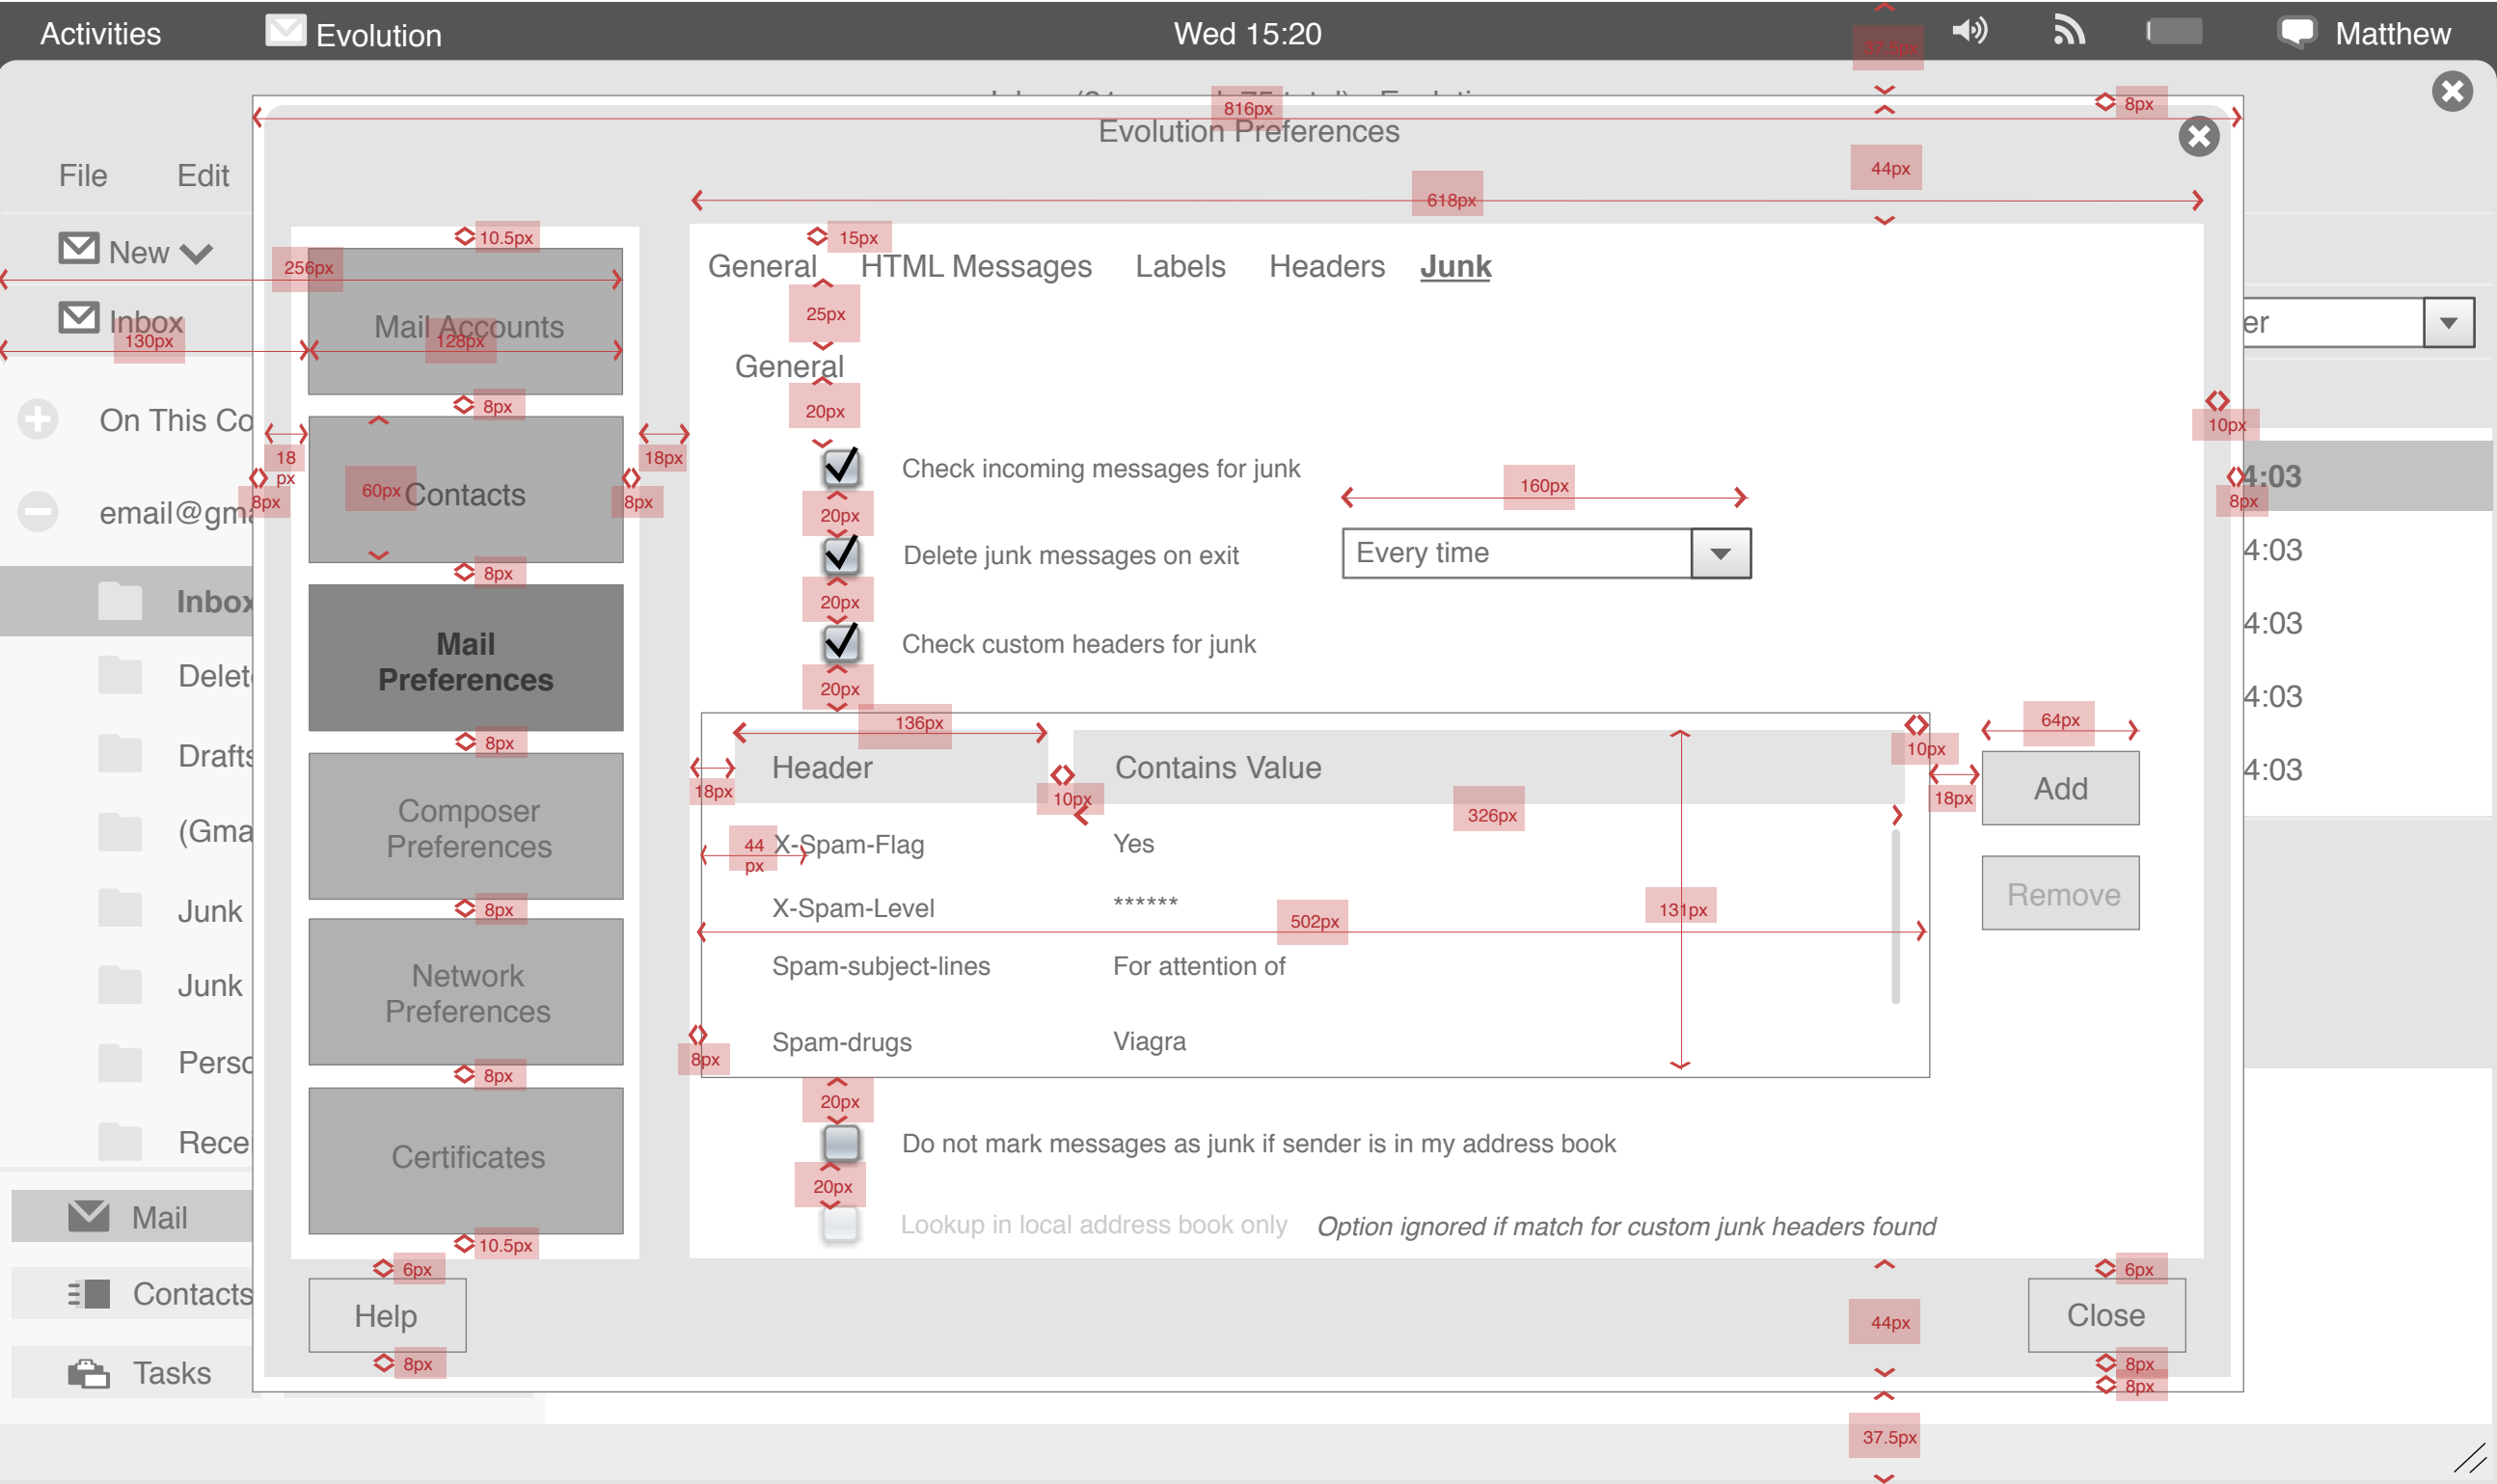 Activities
Evolution
Wed 15:20
37.5px
Matthew
816px
8px
Evolution Preferences
44px
File
Edit
618px
New
10.5px
15px
256px
General
HTML Messages
Labels
Headers
Junk
Inbox
25px
er
130px
Mail Accounts
128px
General
8px
20px
On This Co
10px
18
px
18px
Check incoming messages for junk
4:03
8px
60px
Contacts
8px
160px
8px
20px
email@gma
Delete junk messages on exit
Every time
4:03
8px
Inbox
20px
4:03
Mail
Preferences
Check custom headers for junk
Delet
20px
4:03
136px
64px
8px
10px
Drafts
Header
Contains Value
4:03
18px
10px
18px
Add
Composer
Preferences
326px
(Gma
44
px
X-Spam-Flag
Yes
Remove
8px
Junk
X-Spam-Level
******
131px
502px
Spam-subject-lines
For attention of
Network
Preferences
Junk
Spam-drugs
Viagra
8px
Perso
8px
20px
Certificates
Do not mark messages as junk if sender is in my address book
Recei
20px
Mail
Lookup in local address book only
Option ignored if match for custom junk headers found
10.5px
6px
6px
Contacts
Help
44px
Close
8px
8px
8px
Tasks
37.5px